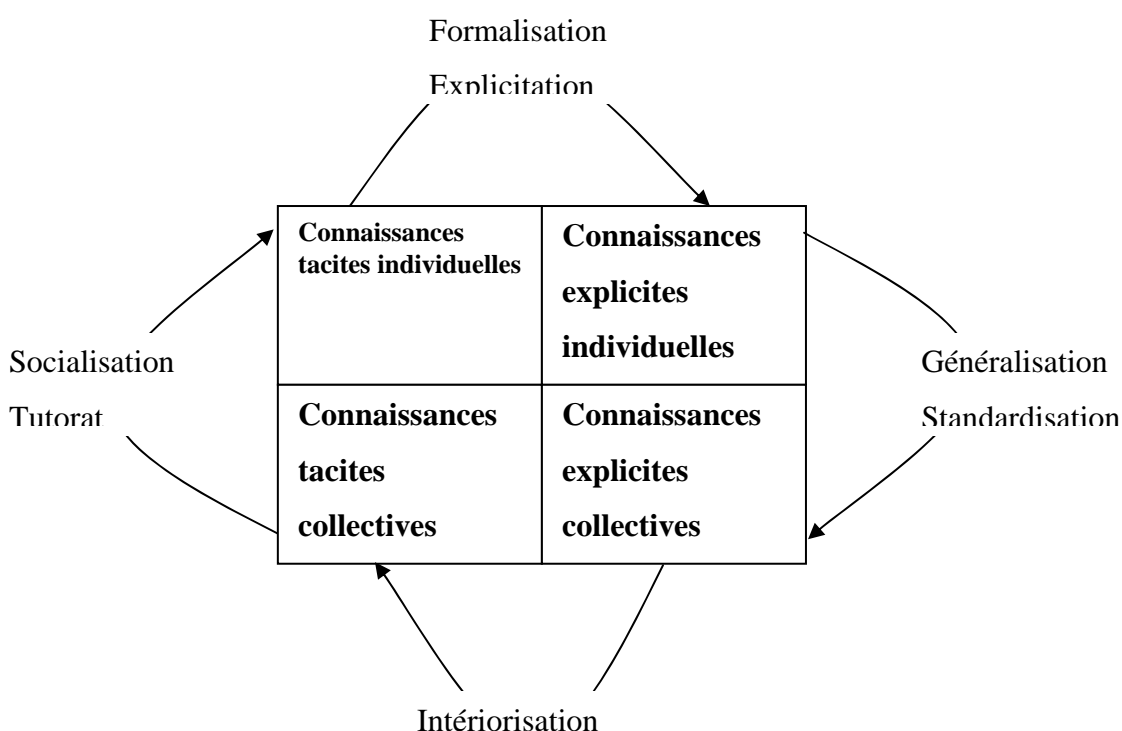 Formalisation
Explicitation
Connaissances
tacites individuelles
Connaissances
explicites
individuelles
Socialisation
Tutorat
Généralisation
Standardisation
Connaissances
tacites
collectives
Connaissances
explicites
collectives
Intériorisation